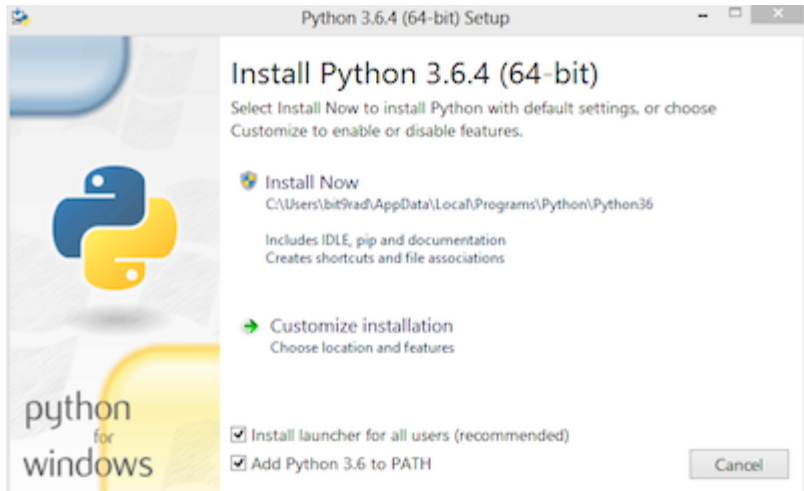 Python 3.6.4 (64-bit) Setup
Install Python 3.6.4 (64-bit)
Select Install Now to install Python with default settings, or choose
Customize to enable or disable features.
Install Now
C:\Users\bit9rad\AppData\Local\Programs\Python\Python36
Includes IDLE, pip and documentation
Creates shortcuts and file associations
Customize installation
Choose location and features
python
for
windows
Install launcher for all users (recommended)
Add Python 3.6 to PATH
Cancel